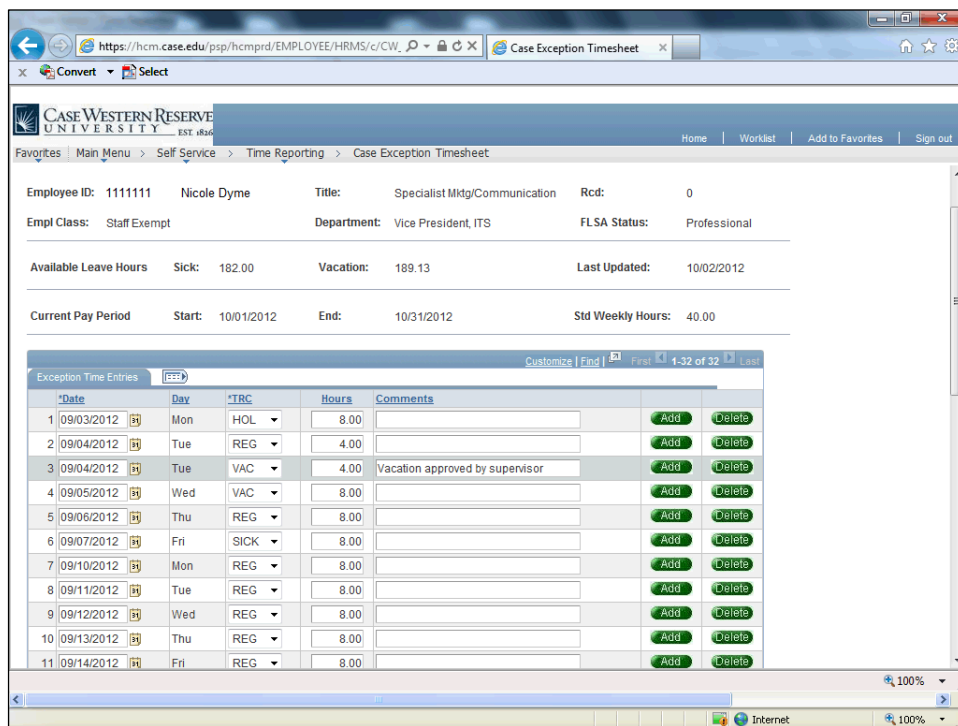 https://hcm.case.edu/psp/hcmprd/EMPLOYEE/HRMS/c/CW_
Case Exception Timesheet
x Convert Select
CASE WESTERN RESERVE
UNIVERSITY EST. 1826
Home | Worklist | Add to Favorites | Sign out
Favorites | Main Menu > Self Service > Time Reporting > Case Exception Timesheet
Employee ID: 1111111 Nicole Dyme Title: Specialist Mktg/Communication Rcd: 0
Empl Class: Staff Exempt Department: Vice President, ITS FLSA Status: Professional
Available Leave Hours Sick: 182.00 Vacation: 189.13 Last Updated: 10/02/2012
Current Pay Period Start: 10/01/2012 End: 10/31/2012 Std Weekly Hours: 40.00
Customize | Find | First 1-32 of 32 Last
Exception Time Entries
*Date Day *TRC Hours Comments
1 09/03/2012 Mon HOL 8.00 Add Delete
2 09/04/2012 Tue REG 4.00 Add Delete
3 09/04/2012 Tue VAC 4.00 Vacation approved by supervisor Add Delete
4 09/05/2012 Wed VAC 8.00 Add Delete
5 09/06/2012 Thu REG 8.00 Add Delete
6 09/07/2012 Fri SICK 8.00 Add Delete
7 09/10/2012 Mon REG 8.00 Add Delete
8 09/11/2012 Tue REG 8.00 Add Delete
9 09/12/2012 Wed REG 8.00 Add Delete
10 09/13/2012 Thu REG 8.00 Add Delete
11 09/14/2012 Fri REG 8.00 Add Delete
100%
Internet 100%